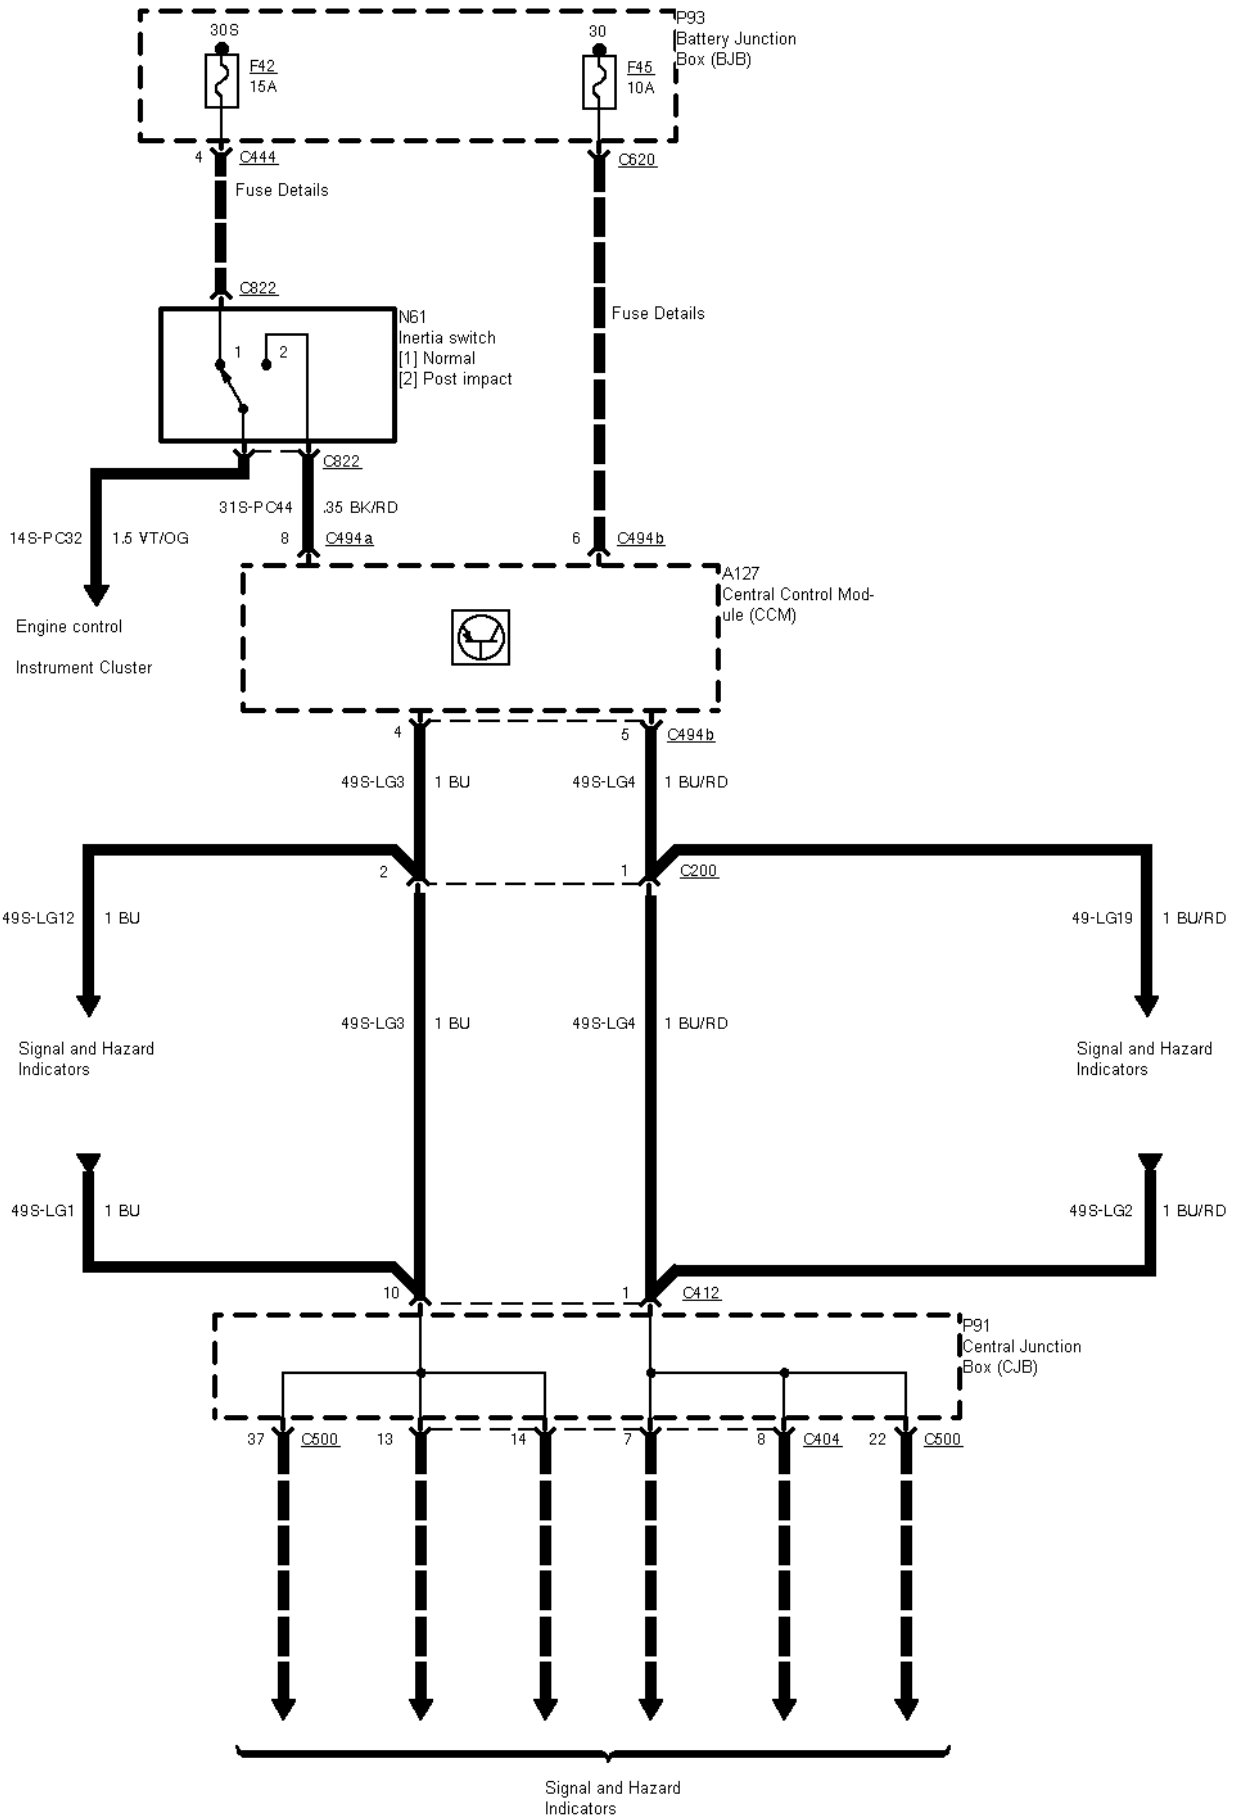 P93
Battery Junction
Box (BJB)
30S
30
F42
15A
F45
10A
4
C444
C620
Fuse Details
C822
Fuse Details
N61
Inertia switch
[1] Normal
[2] Post impact
1
2
C822
31S-PC44
.35 BK/RD
14S-PC32
1.5 VT/OG
8
C494a
6
C494b
Engine control
Instrument Cluster
A127
Central Control Mod-
ule (CCM)
4
5
C494b
49S-LG3
1 BU
49S-LG4
1 BU/RD
2
1
C200
49S-LG12
1 BU
49-LG19
1 BU/RD
49S-LG3
1 BU
49S-LG4
1 BU/RD
Signal and Hazard
Indicators
Signal and Hazard
Indicators
49S-LG1
1 BU
49S-LG2
1 BU/RD
10
1
C412
P91
Central Junction
Box (CJB)
37
C500
13
14
7
8
C404
22
C500
Signal and Hazard
Indicators